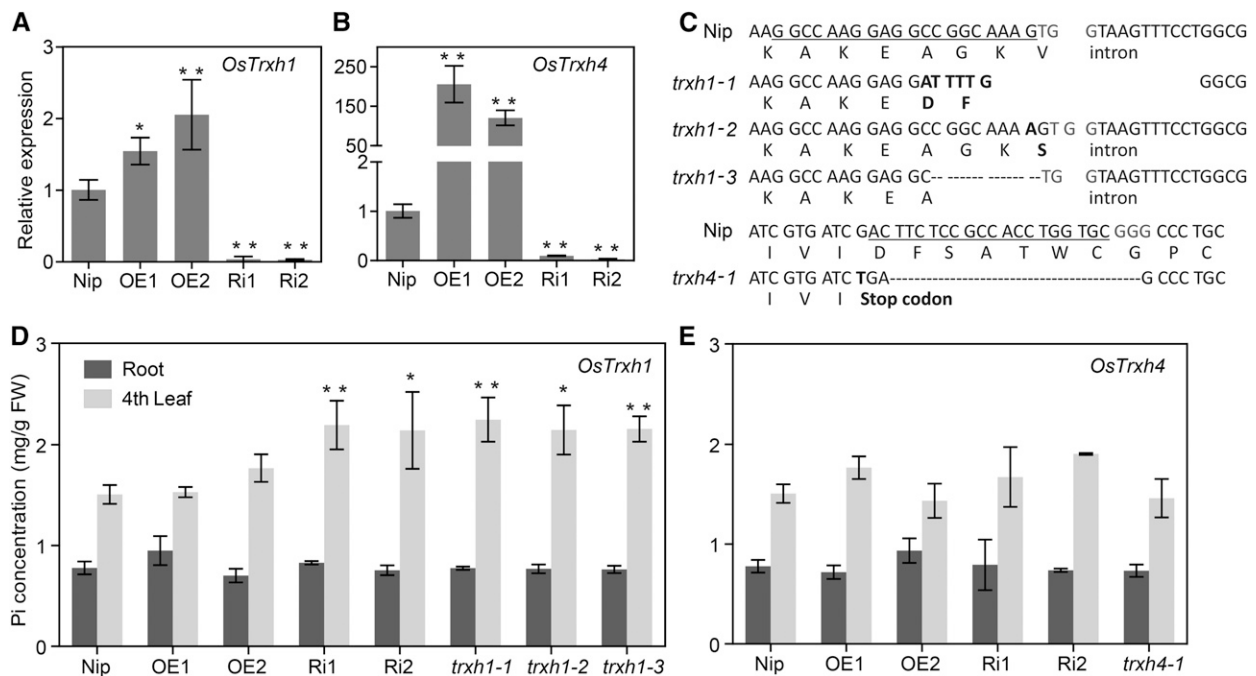 A
OsTrxh1
Relative expression
3
2
1
0
*
* *
* *
* *
Nip OE1 OE2 Ri1 Ri2
B
OsTrxh4
250
150
50
2
1
0
* *
* *
* *
* *
Nip OE1 OE2 Ri1 Ri2
C
Nip AAG GCC AAG GAG GCC GGC AAA GTG GTAAGTTTCCTGGCG
K A K E A G K V intron
trxh1-1 AAG GCC AAG GAG GAT TTT G GGCG
K A K E D F
trxh1-2 AAG GCC AAG GAG GCC GGC AAA AGT G GTAAGTTTCCTGGCG
K A K E A G K S intron
trxh1-3 AAG GCC AAG GAG GC-- ------- ------ --TG GTAAGTTTCCTGGCG
K A K E A intron
Nip ATC GTG ATC GACTTC TCC GCC ACC TGG TGC GGG CCC TGC
I V I D F S A T W C G P C
trxh4-1 ATC GTG ATC TGA-----------------------------------G CCC TGC
I V I Stop codon
D
OsTrxh1
Root
4th Leaf
Pi concentration (mg/g FW)
3
2
1
0
* *
*
* *
*
* *
Nip OE1 OE2 Ri1 Ri2 trxh1-1 trxh1-2 trxh1-3
E
OsTrxh4
3
2
1
0
Nip OE1 OE2 Ri1 Ri2 trxh4-1